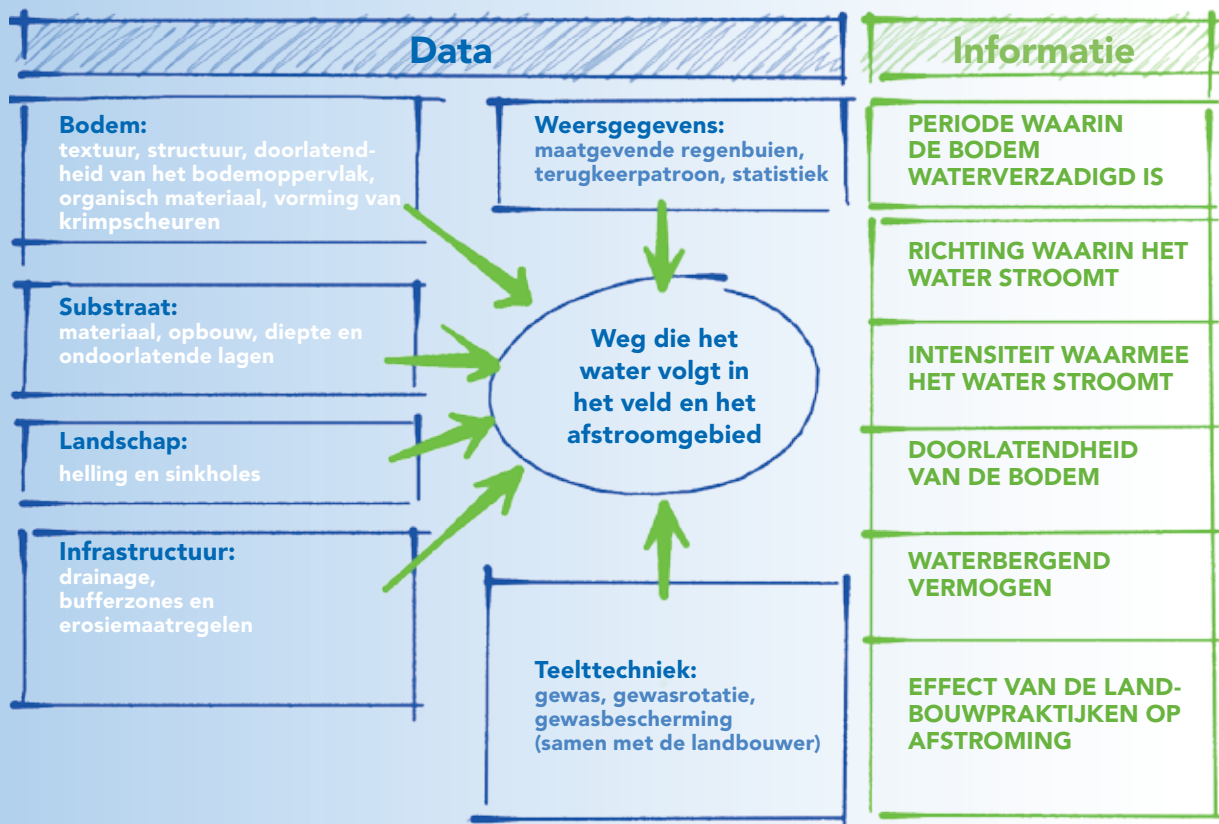 Data
Informatie
Bodem:
textuur, structuur, doorlatend-
heid van het bodemoppervlak,
organisch materiaal, vorming van
krimpscheuren
Substraat:
materiaal, opbouw, diepte en
ondoorlatende lagen
Landschap:
helling en sinkholes
Infrastructuur:
drainage,
bufferzones en
erosiemaatregelen
Weersgegevens:
maatgevende regenbuien,
terugkeerpatroon, statistiek
Weg die het
water volgt in
het veld en het
afstroomgebied
Teelttechniek:
gewas, gewasrotatie,
gewasbescherming
(samen met de landbouwer)
PERIODE WAARIN
DE BODEM
WATERVERZADIGD IS
RICHTING WAARIN HET
WATER STROOMT
INTENSITEIT WAARMEE
HET WATER STROOMT
DOORLATENDHEID
VAN DE BODEM
WATERBERGEND
VERMOGEN
EFFECT VAN DE LAND-
BOUWPRAKTIJKEN OP
AFSTROMING